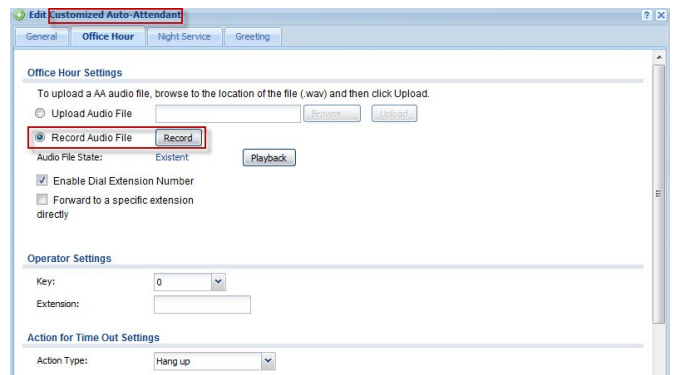 Edit Customized Auto-Attendant
General Office Hour Night Service Greeting
Office Hour Settings
To upload a AA audio file, browse to the location of the file (.wav) and then click Upload.
Upload Audio File Browse... Upload
Record Audio File Record
Audio File State: Existent Playback
Enable Dial Extension Number
Forward to a specific extension
directly
Operator Settings
Key: 0
Extension:
Action for Time Out Settings
Action Type: Hang up